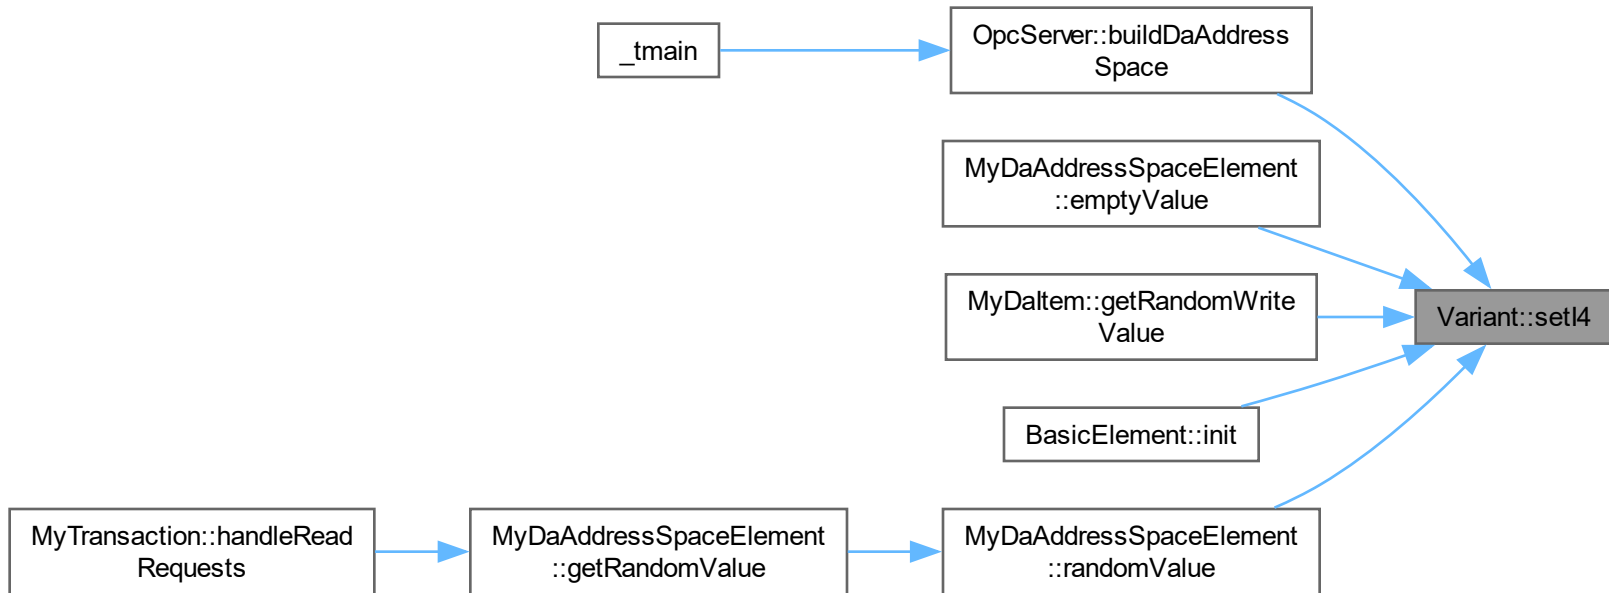 _tmain
OpcServer::buildDaAddress
Space
MyDaAddressSpaceElement
::emptyValue
MyDaItem::getRandomWrite
Value
Variant::setI4
BasicElement::init
MyTransaction::handleRead
Requests
MyDaAddressSpaceElement
::getRandomValue
MyDaAddressSpaceElement
::randomValue